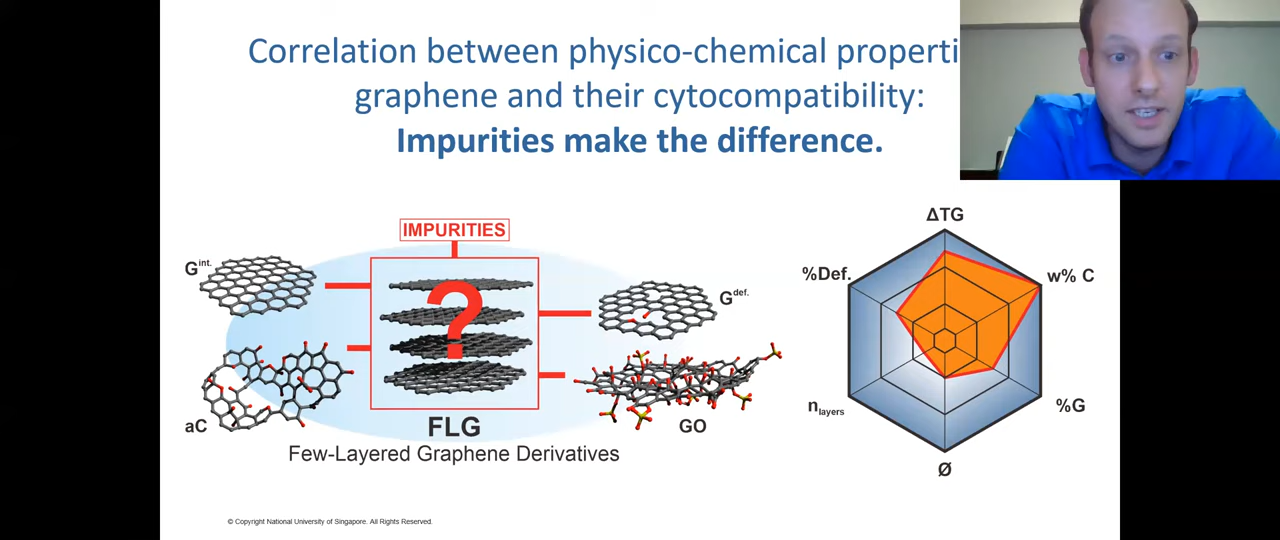 Correlation between physico-chemical properti
graphene and their cytocompatibility:
Impurities make the difference.
IMPURITIES
G int.
?
G def.
aC
GO
FLG
Few-Layered Graphene Derivatives
ΔTG
%Def.
w% C
n layers
%G
Ø
© Copyright National University of Singapore. All Rights Reserved.